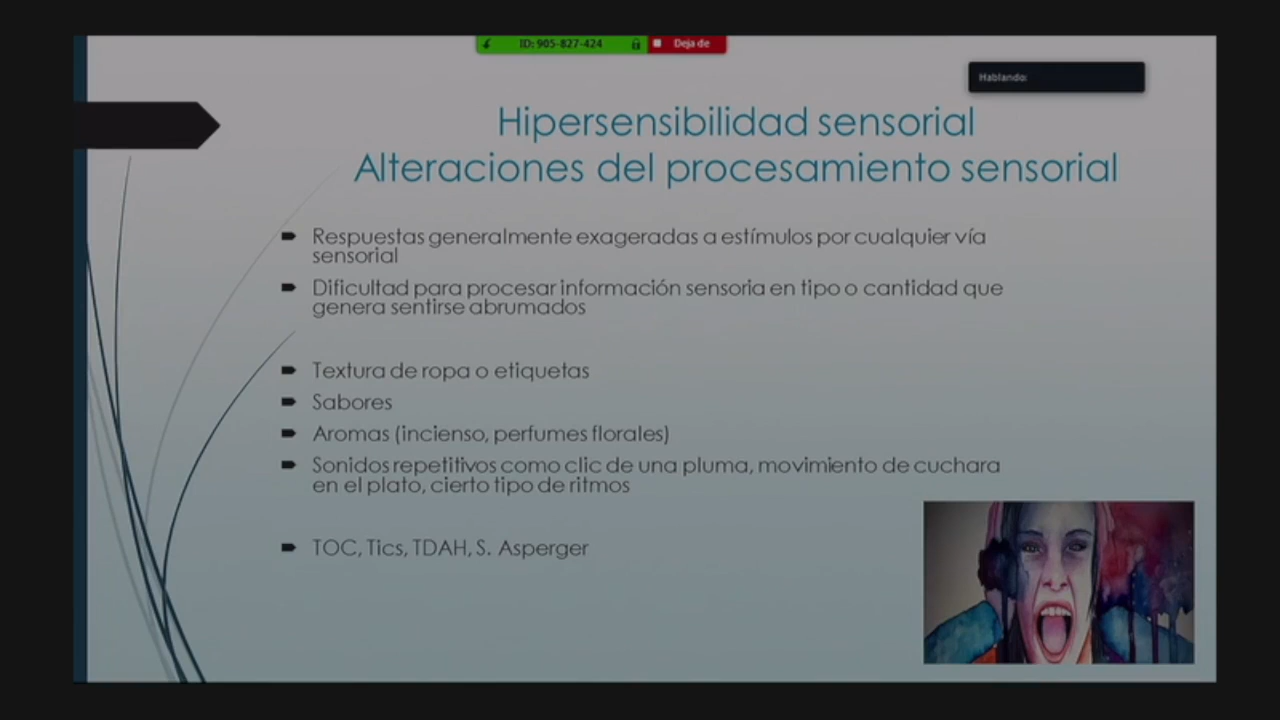 ID: 905-827-424
Deja de
Hablando:
Hipersensibilidad sensorial
Alteraciones del procesamiento sensorial
Respuestas generalmente exageradas a estímulos por cualquier vía
sensorial
Dificultad para procesar información sensoria en tipo o cantidad que
genera sentirse abrumados
Textura de ropa o etiquetas
Sabores
Aromas (incienso, perfumes florales)
Sonidos repetitivos como clic de una pluma, movimiento de cuchara
en el plato, cierto tipo de ritmos
TOC, Tics, TDAH, S. Asperger